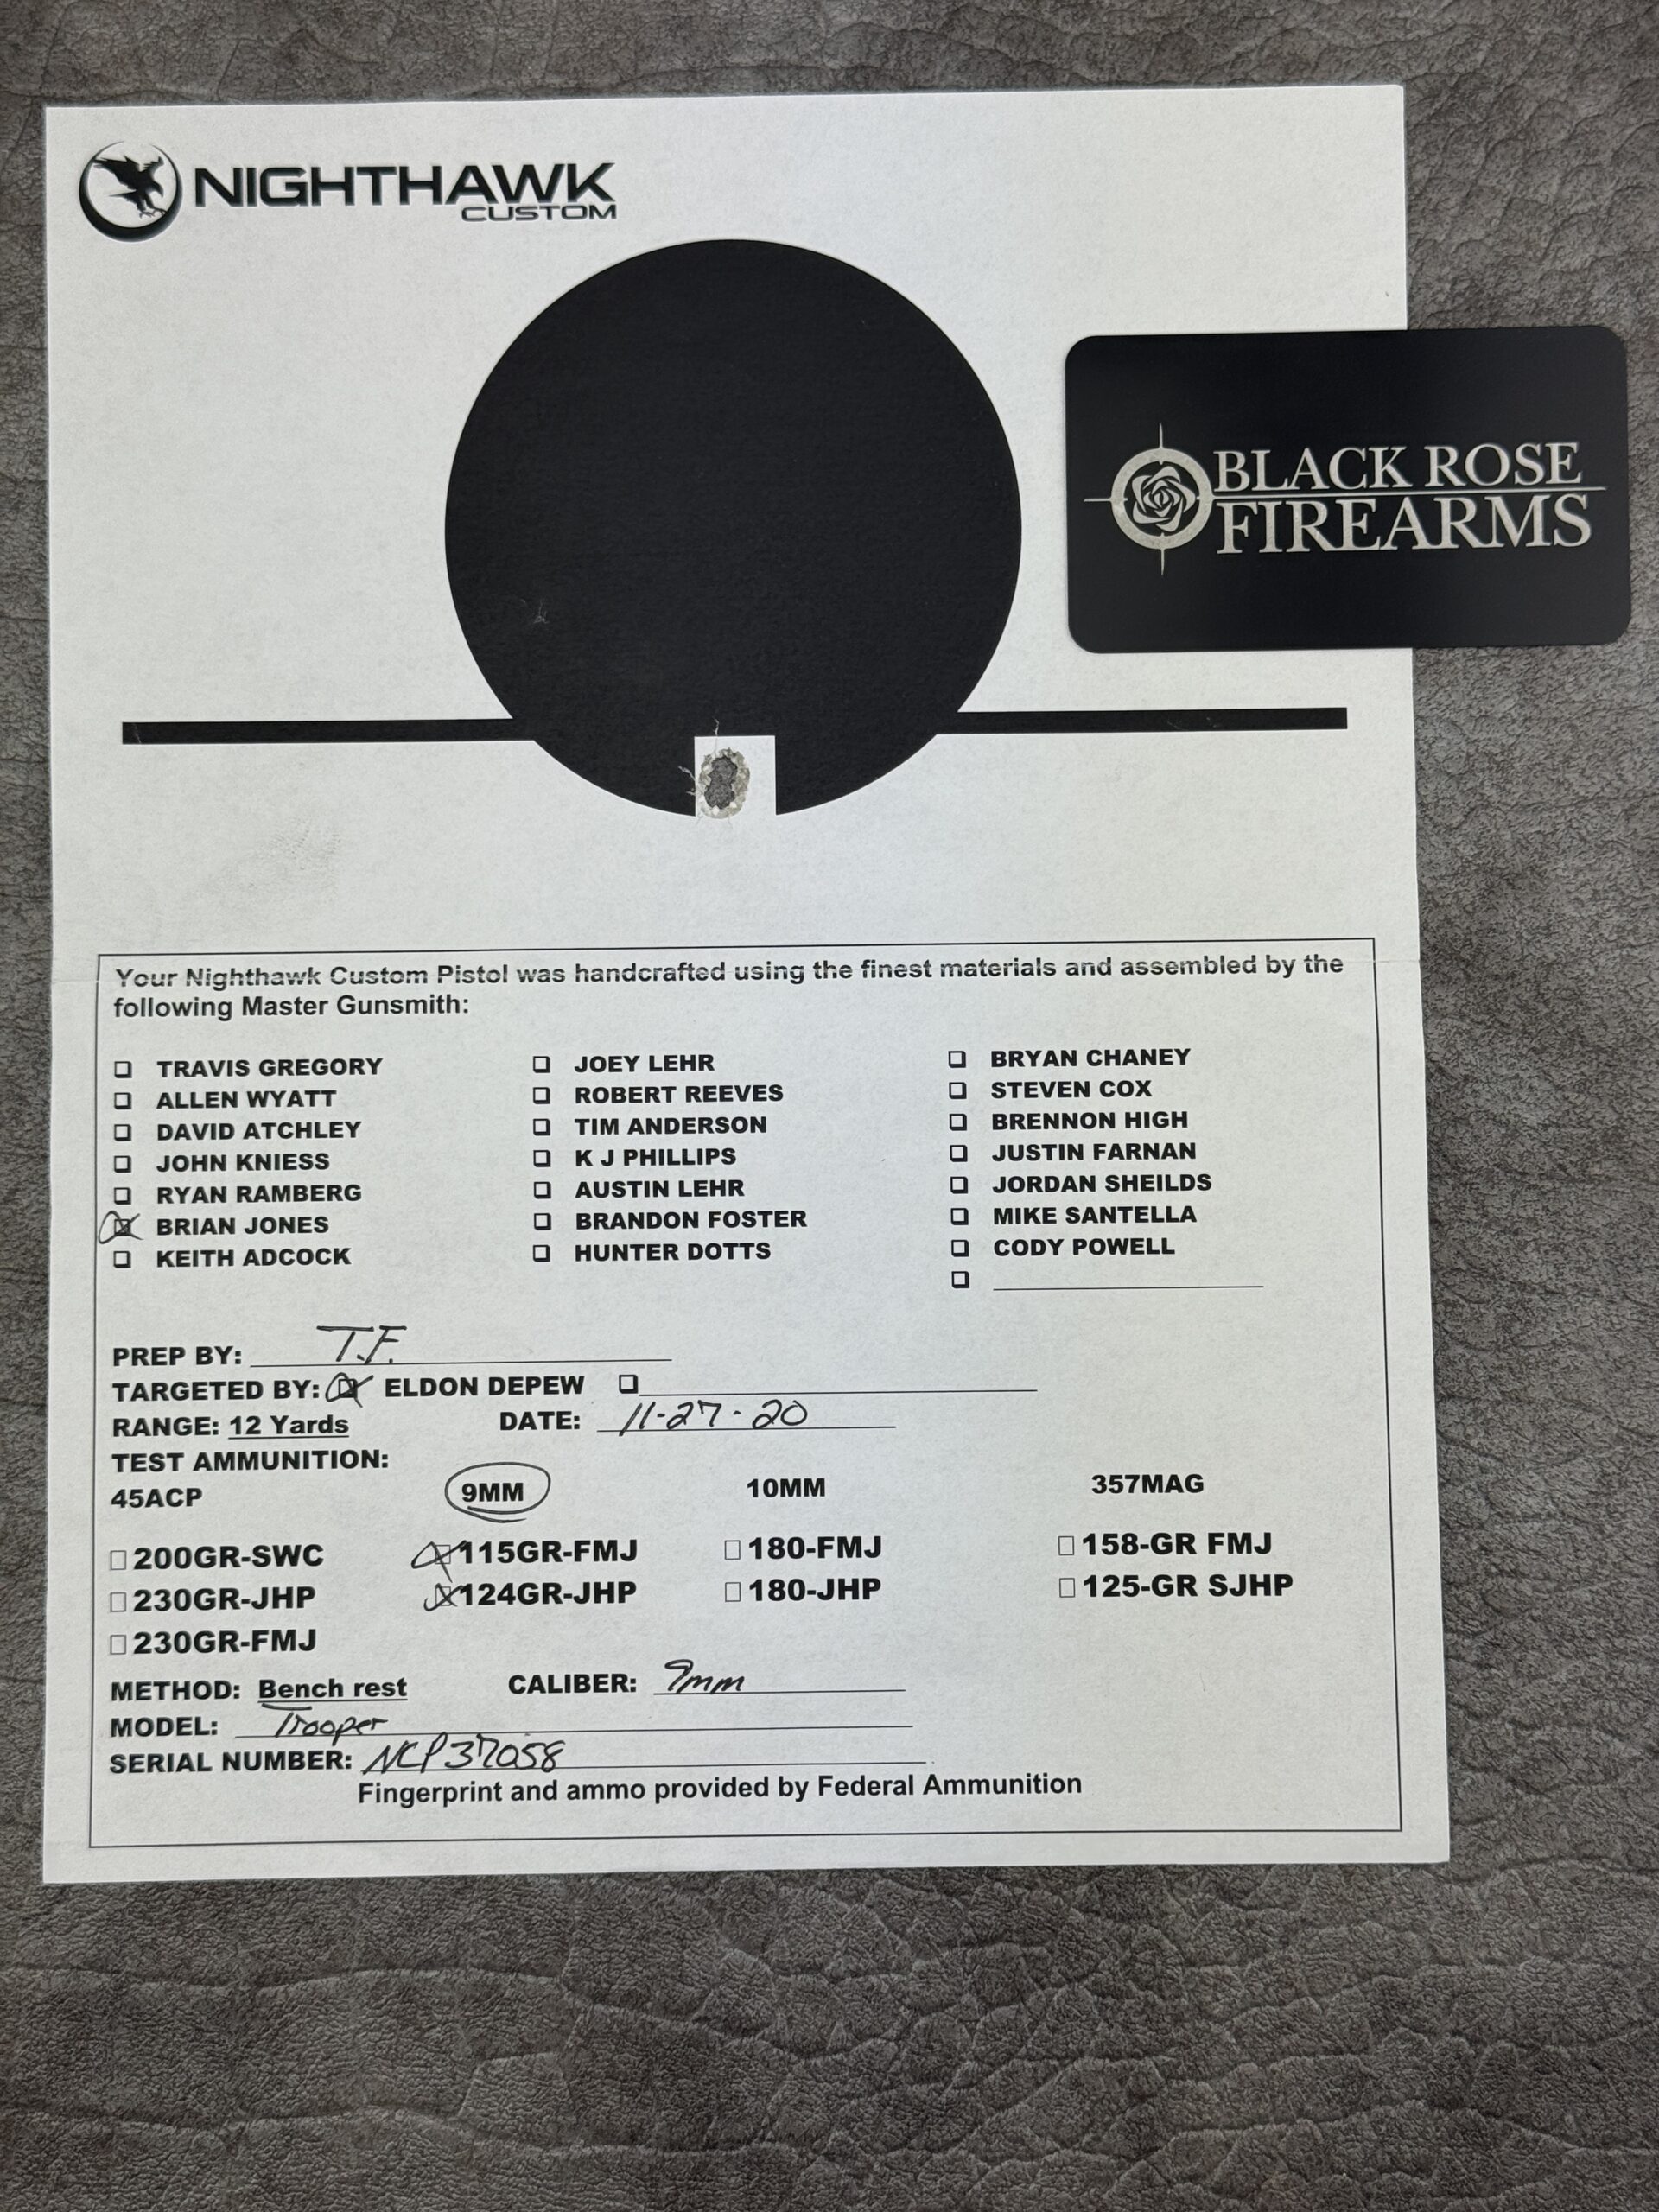 NIGHTHAWK
CUSTOM
BLACK ROSE
FIREARMS
Your Nighthawk Custom Pistol was handcrafted using the finest materials and assembled by the
following Master Gunsmith:
TRAVIS GREGORY JOEY LEHR BRYAN CHANEY
ALLEN WYATT ROBERT REEVES STEVEN COX
DAVID ATCHLEY TIM ANDERSON BRENNON HIGH
JOHN KNIESS K J PHILLIPS JUSTIN FARNAN
RYAN RAMBERG AUSTIN LEHR JORDAN SHEILDS
BRIAN JONES BRANDON FOSTER MIKE SANTELLA
KEITH ADCOCK HUNTER DOTTS CODY POWELL
PREP BY: T.F.
TARGETED BY: ELDON DEPEW
RANGE: 12 Yards DATE: 11-27-20
TEST AMMUNITION:
45ACP 9MM 10MM 357MAG
200GR-SWC 115GR-FMJ 180-FMJ 158-GR FMJ
230GR-JHP 124GR-JHP 180-JHP 125-GR SJHP
230GR-FMJ
METHOD: Bench rest CALIBER: 9mm
MODEL: Trooper
SERIAL NUMBER: NCP37058
Fingerprint and ammo provided by Federal Ammunition